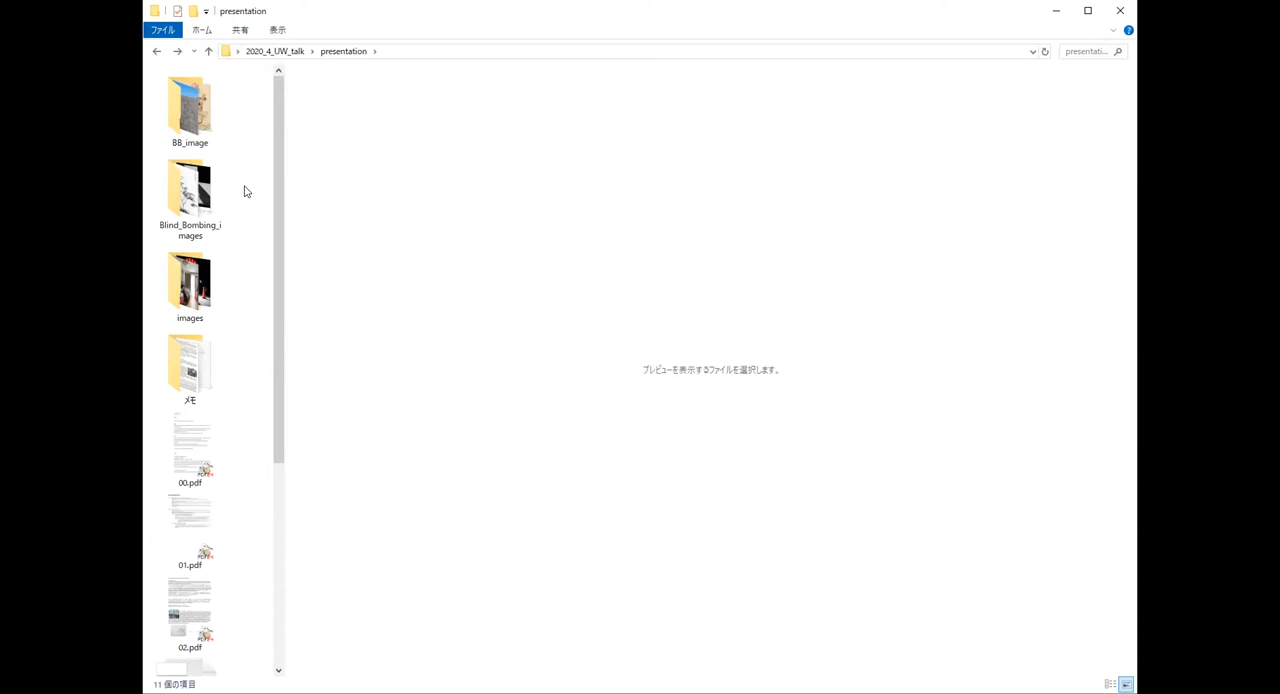 presentation
ファイル ホーム 共有 表示
2020_4_UW_talk › presentation ›
presentati...
BB_image
Blind_Bombing_i
mages
images
メモ
00.pdf
01.pdf
02.pdf
プレビューを表示するファイルを選択します。
11 個の項目